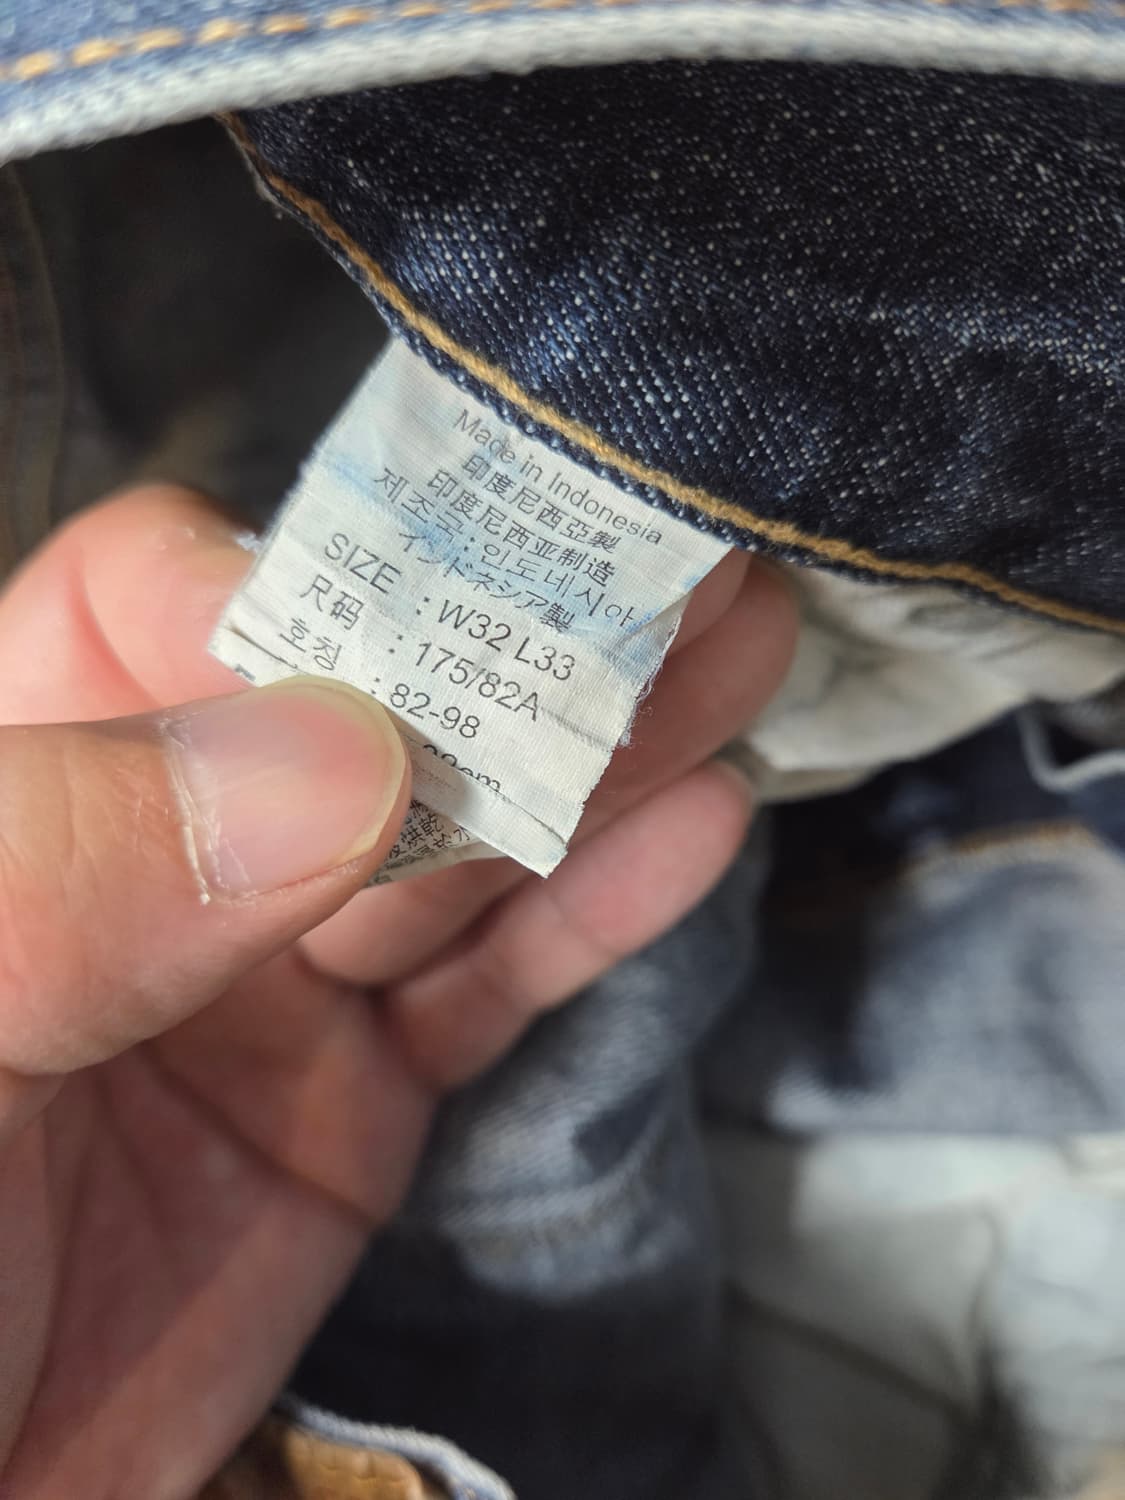 Made in Indonesia
印度尼西亞製
印度尼西亚制造
제조국 : 인도네시아
インドネシア製
SIZE : W32 L33
尺码 : 175/82A
호칭 : 82-98